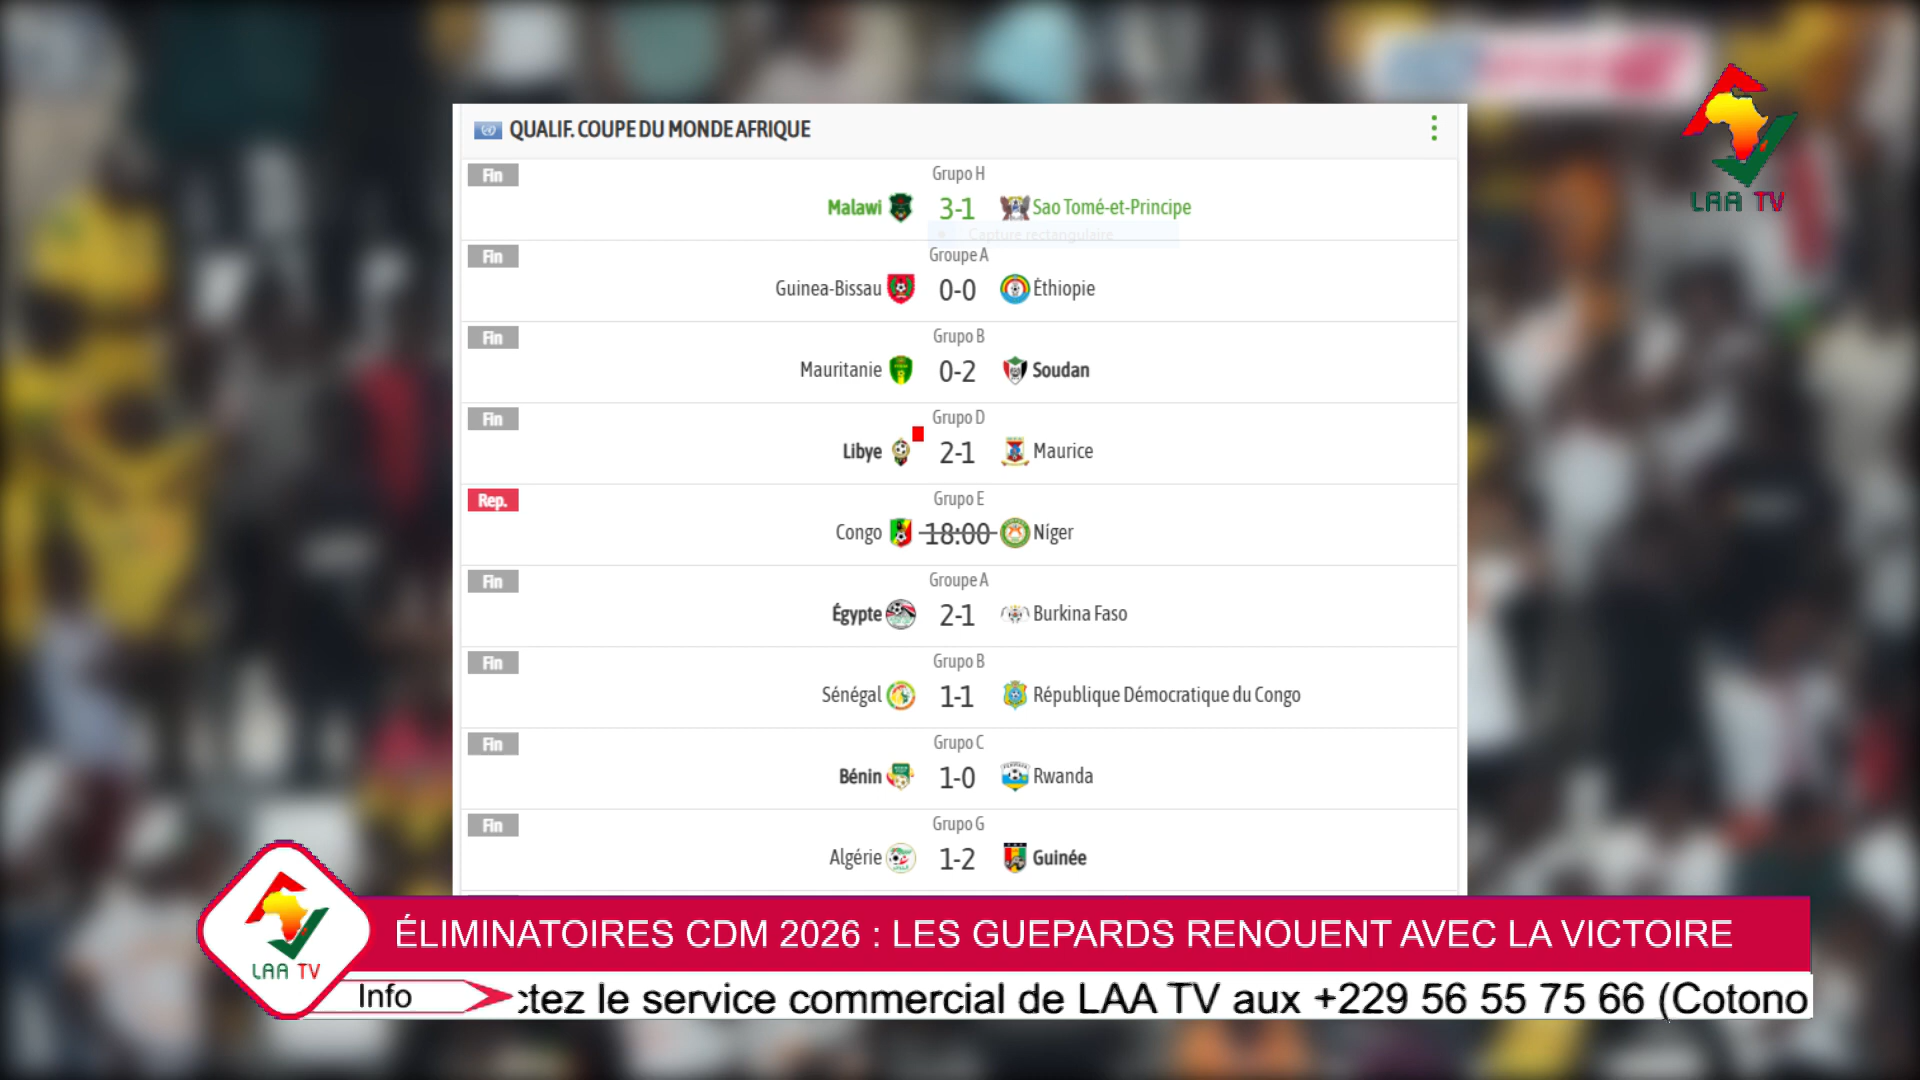 QUALIF. COUPE DU MONDE AFRIQUE
LAA TV
Fin
Grupo H
Malawi 3-1 Sao Tomé-et-Principe
Capture rectangulaire
Fin
Groupe A
Guinea-Bissau 0-0 Éthiopie
Fin
Grupo B
Mauritanie 0-2 Soudan
Fin
Grupo D
Libye 2-1 Maurice
Rep.
Grupo E
Congo 18:00 Níger
Fin
Groupe A
Égypte 2-1 Burkina Faso
Fin
Grupo B
Sénégal 1-1 République Démocratique du Congo
Fin
Grupo C
Bénin 1-0 Rwanda
Fin
Grupo G
Algérie 1-2 Guinée
ÉLIMINATOIRES CDM 2026 : LES GUEPARDS RENOUENT AVEC LA VICTOIRE
LAA TV
Info
ctez le service commercial de LAA TV aux +229 56 55 75 66 (Cotono